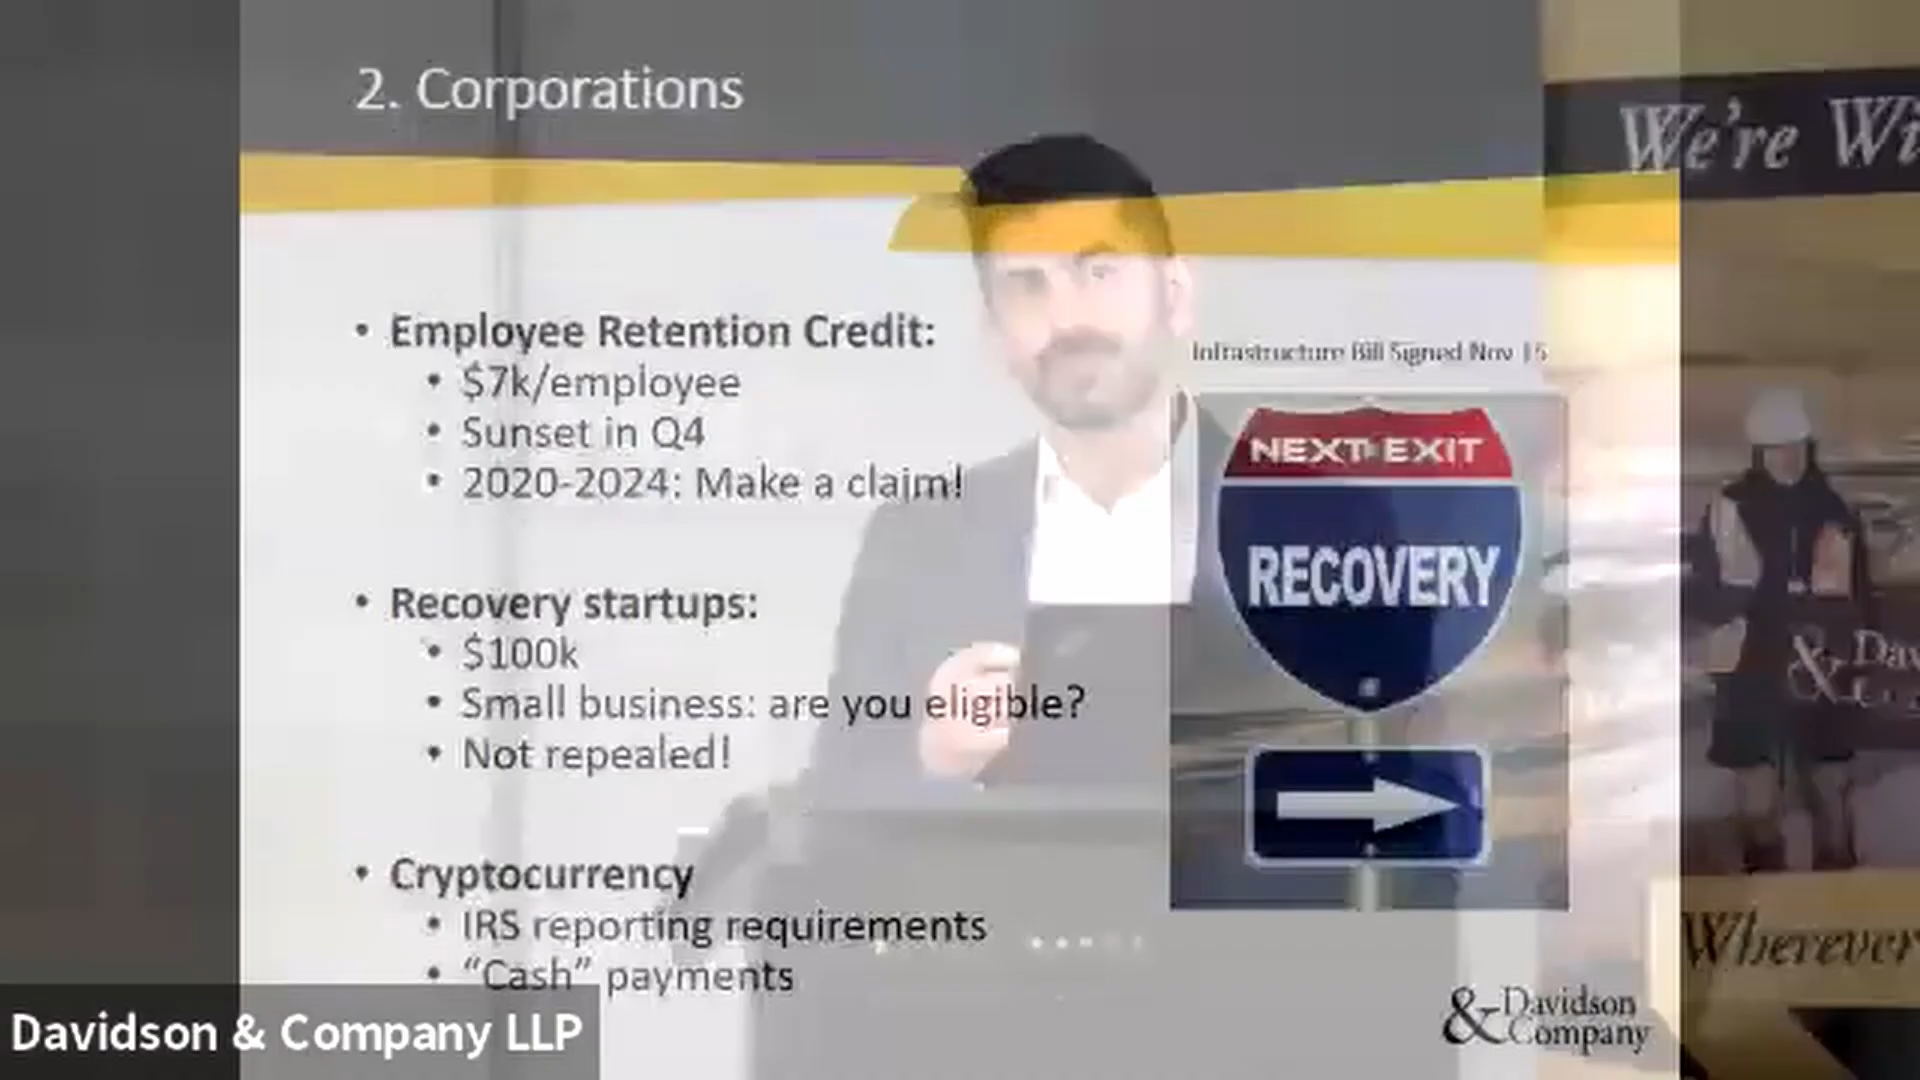 2. Corporations
We're Wi
• Employee Retention Credit:
• $7k/employee
• Sunset in Q4
• 2020-2024: Make a claim!
Infrastructure Bill Signed Nov 15
NEXT EXIT
RECOVERY
• Recovery startups:
• $100k
• Small business: are you eligible?
• Not repealed!
& Dav
• Cryptocurrency
• IRS reporting requirements
• “Cash” payments
Wherever
& Davidson
Company
Davidson & Company LLP